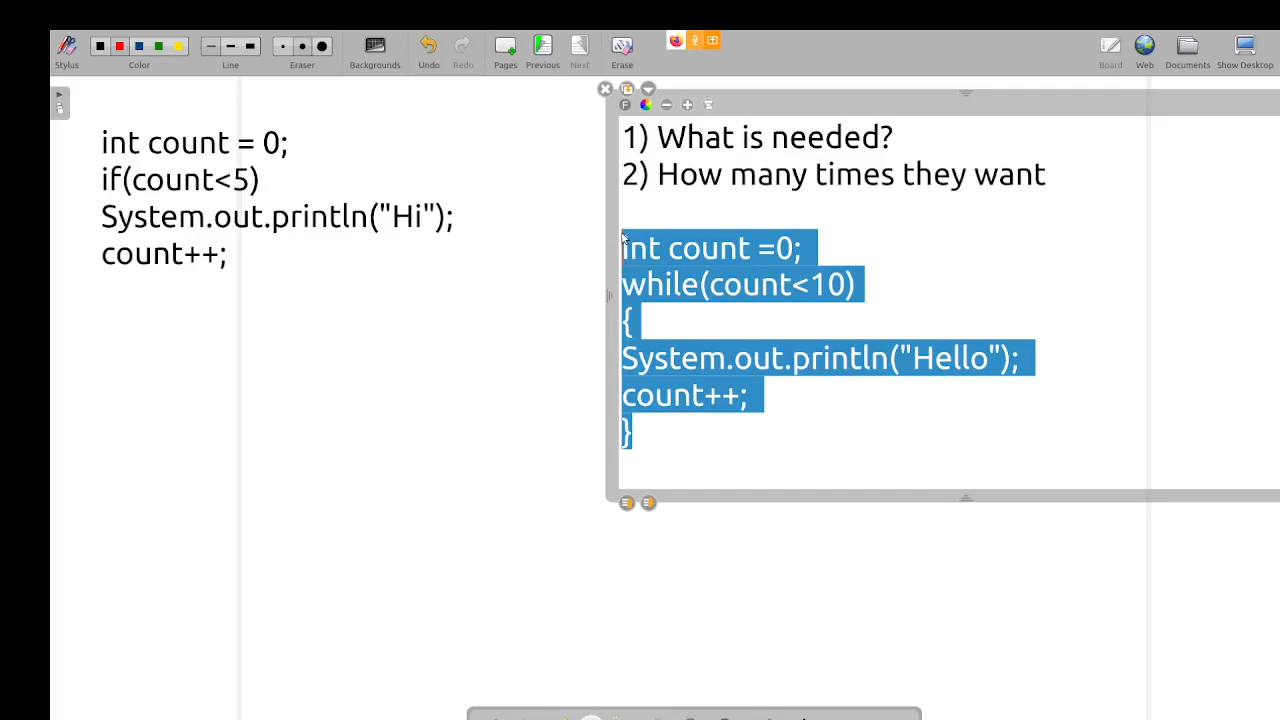 Stylus
Color
Line
Eraser
Backgrounds
Undo
Redo
Pages
Previous
Next
Erase
Board
Web
Documents
Show Desktop
int count = 0;
if(count<5)
System.out.println("Hi");
count++;
F
1) What is needed?
2) How many times they want
int count =0;
while(count<10)
{
System.out.println("Hello");
count++;
}